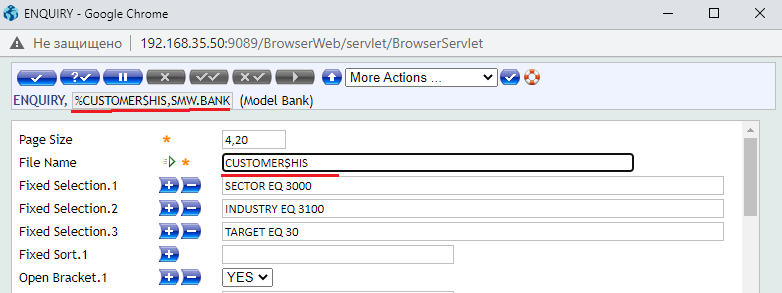 ENQUIRY - Google Chrome
Не защищено 192.168.35.50:9089/BrowserWeb/servlet/BrowserServlet
More Actions ...
ENQUIRY, %CUSTOMER$HIS,SMW.BANK (Model Bank)
Page Size 4,20
File Name CUSTOMER$HIS
Fixed Selection.1 SECTOR EQ 3000
Fixed Selection.2 INDUSTRY EQ 3100
Fixed Selection.3 TARGET EQ 30
Fixed Sort.1
Open Bracket.1 YES